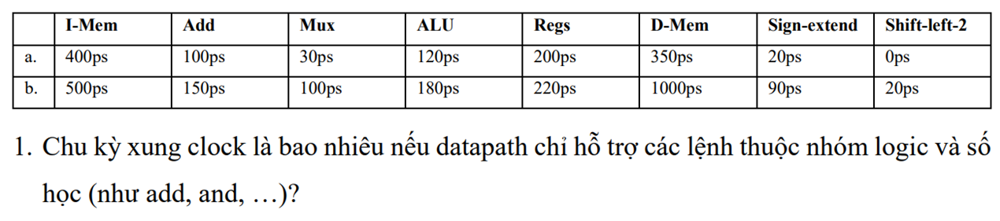 I-Mem Add Mux ALU Regs D-Mem Sign-extend Shift-left-2
a. 400ps 100ps 30ps 120ps 200ps 350ps 20ps 0ps
b. 500ps 150ps 100ps 180ps 220ps 1000ps 90ps 20ps
1. Chu kỳ xung clock là bao nhiêu nếu datapath chỉ hỗ trợ các lệnh thuộc nhóm logic và số
học (như add, and, …)?